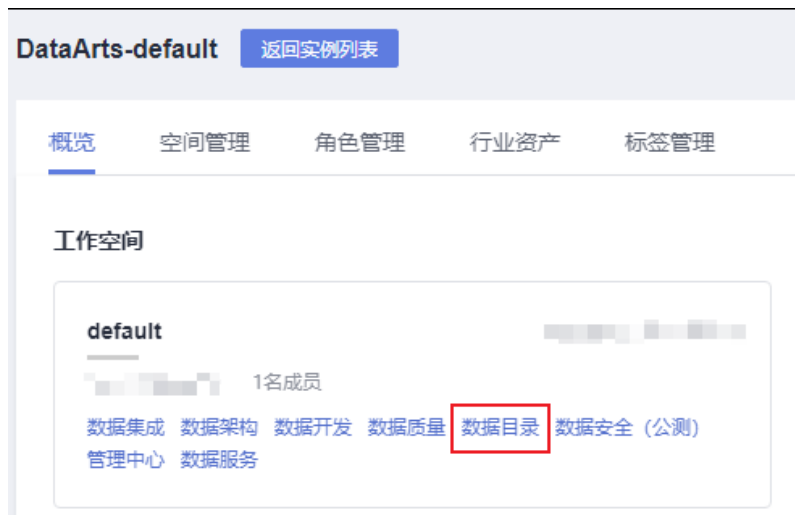 DataArts-default 返回实例列表
概览 空间管理 角色管理 行业资产 标签管理
工作空间
default
1名成员
数据集成 数据架构 数据开发 数据质量 数据目录 数据安全（公测）
管理中心 数据服务